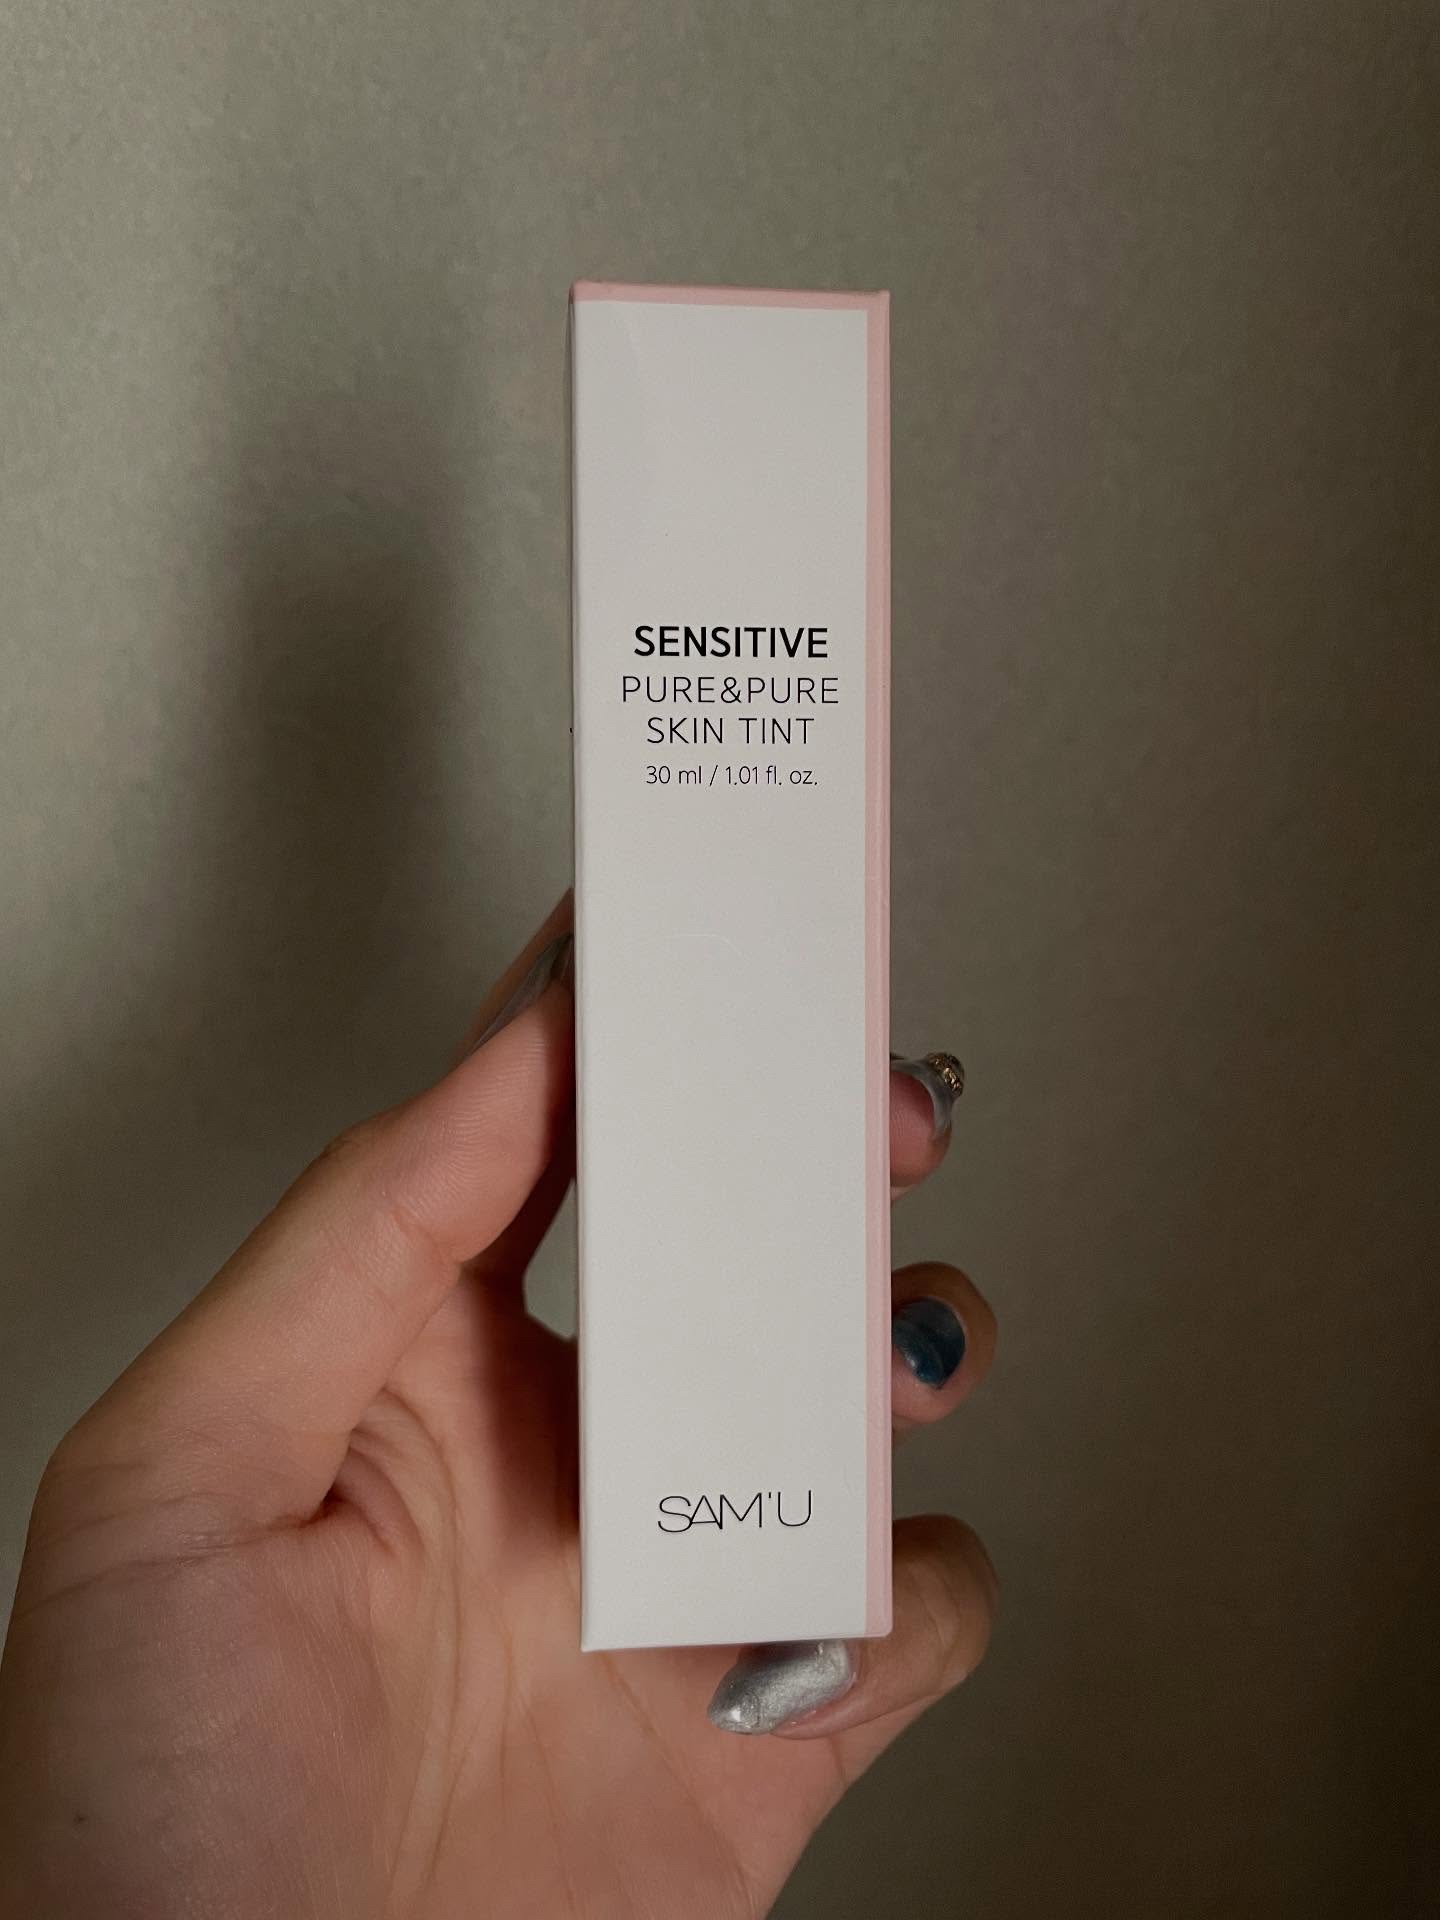 SENSITIVE
PURE&PURE
SKIN TINT
30 ml / 1.01 fl. oz.
SAM'U